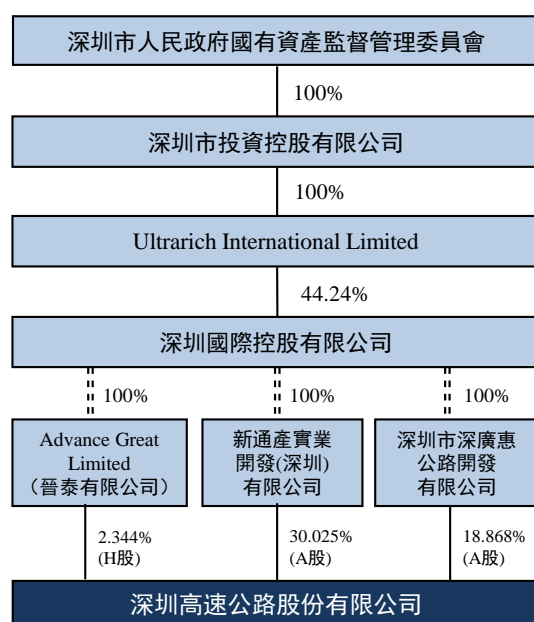 深圳市人民政府國有資產監督管理委員會
100%
深圳市投資控股有限公司
100%
Ultrarich International Limited
44.24%
深圳國際控股有限公司
100%
100%
100%
Advance Great
Limited
（晉泰有限公司）
新通產實業
開發(深圳)
有限公司
深圳市深廣惠
公路開發
有限公司
2.344%
(H股)
30.025%
(A股)
18.868%
(A股)
深圳高速公路股份有限公司